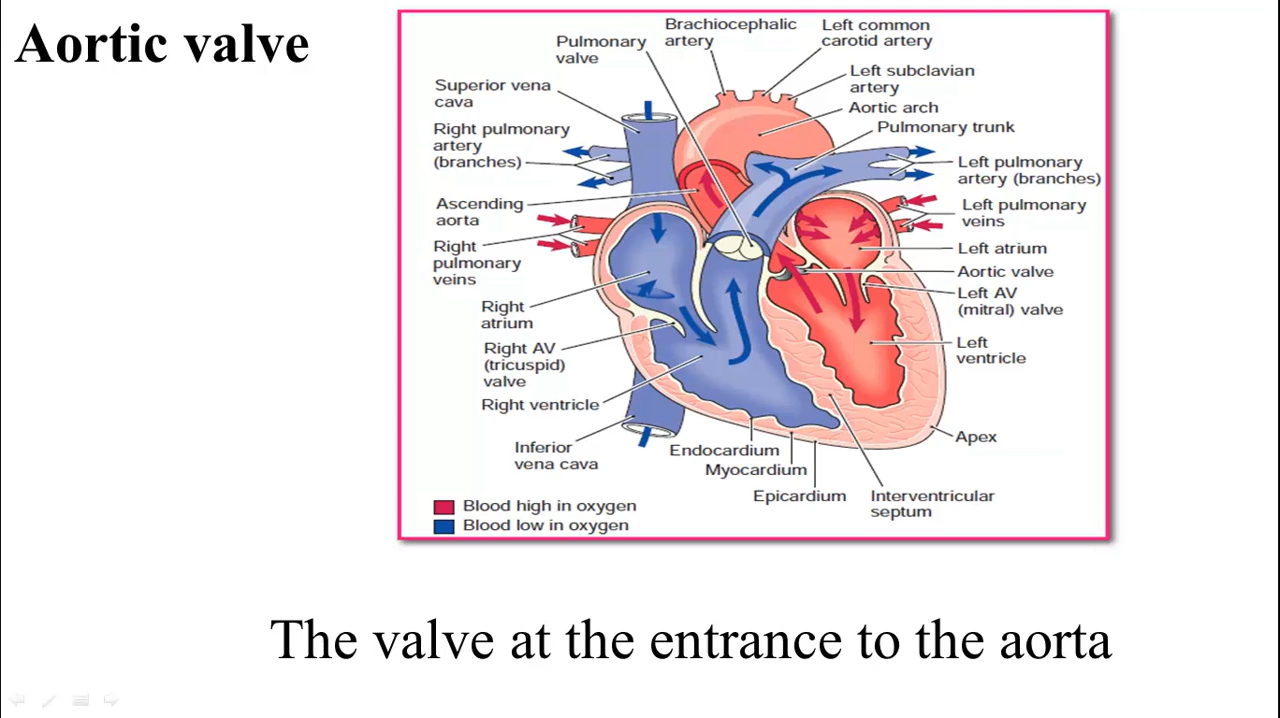 Aortic valve
Brachiocephalic
artery
Left common
carotid artery
Pulmonary
valve
Left subclavian
artery
Superior vena
cava
Aortic arch
Pulmonary trunk
Right pulmonary
artery
(branches)
Left pulmonary
artery (branches)
Ascending
aorta
Left pulmonary
veins
Right
pulmonary
veins
Left atrium
Aortic valve
Left AV
(mitral) valve
Right
atrium
Left
ventricle
Right AV
(tricuspid)
valve
Right ventricle
Inferior
vena cava
Endocardium
Myocardium
Epicardium
Apex
Interventricular
septum
Blood high in oxygen
Blood low in oxygen
The valve at the entrance to the aorta